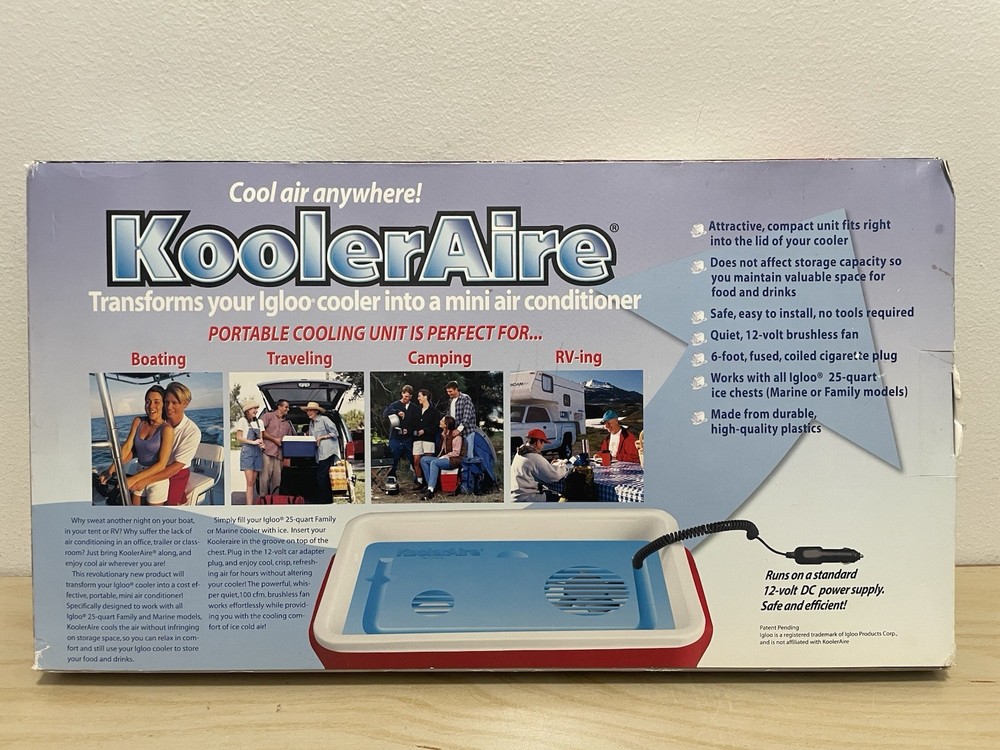 Cool air anywhere!
KoolerAire®
Transforms your Igloo® cooler into a mini air conditioner
PORTABLE COOLING UNIT IS PERFECT FOR...
Boating
Traveling
Camping
RV-ing
Why sweat another night on your boat,
in your tent or RV? Why suffer the lack of
air conditioning in an office, trailer or class-
room? Just bring KoolerAire® along, and
enjoy cool air wherever you are!
This revolutionary new product will
transform your Igloo® cooler into a cost ef-
fective, portable, mini air conditioner!
Specifically designed to work with all
Igloo® 25-quart Family and Marine models,
KoolerAire cools the air without infringing
on storage space, so you can relax in com-
fort and still use your Igloo cooler to store
your food and drinks.
Simply fill your Igloo® 25-quart Family
or Marine cooler with ice. Insert your
Kooleraire in the groove on top of the
chest. Plug in the 12-volt car adapter
plug, and enjoy cool, crisp, refresh-
ing air for hours without altering
your cooler! The powerful, whis-
per quiet, 100 cfm, brushless fan
works effortlessly while provid-
ing you with the cooling com-
fort of ice cold air!
KoolerAire®
Attractive, compact unit fits right
into the lid of your cooler
Does not affect storage capacity so
you maintain valuable space for
food and drinks
Safe, easy to install, no tools required
Quiet, 12-volt brushless fan
6-foot, fused, coiled cigarette plug
Works with all Igloo® 25-quart
ice chests (Marine or Family models)
Made from durable,
high-quality plastics
Runs on a standard
12-volt DC power supply.
Safe and efficient!
Patent Pending
Igloo is a registered trademark of Igloo Products Corp.,
and is not affiliated with KoolerAire